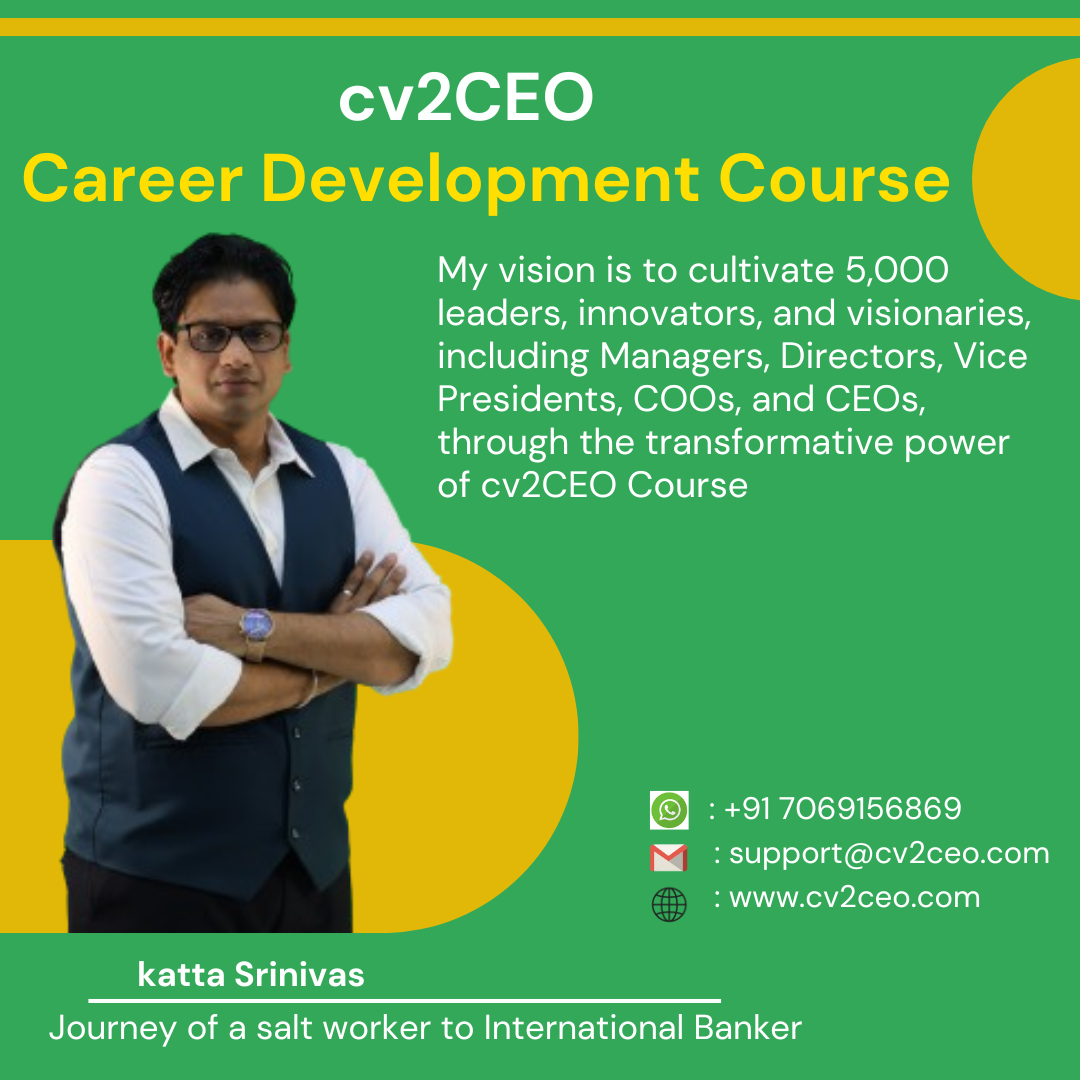 cv2CEO
Career Development Course
My vision is to cultivate 5,000
leaders, innovators, and visionaries,
including Managers, Directors, Vice
Presidents, COOs, and CEOs,
through the transformative power
of cv2CEO Course
: +91 7069156869
: support@cv2ceo.com
: www.cv2ceo.com
katta Srinivas
Journey of a salt worker to International Banker